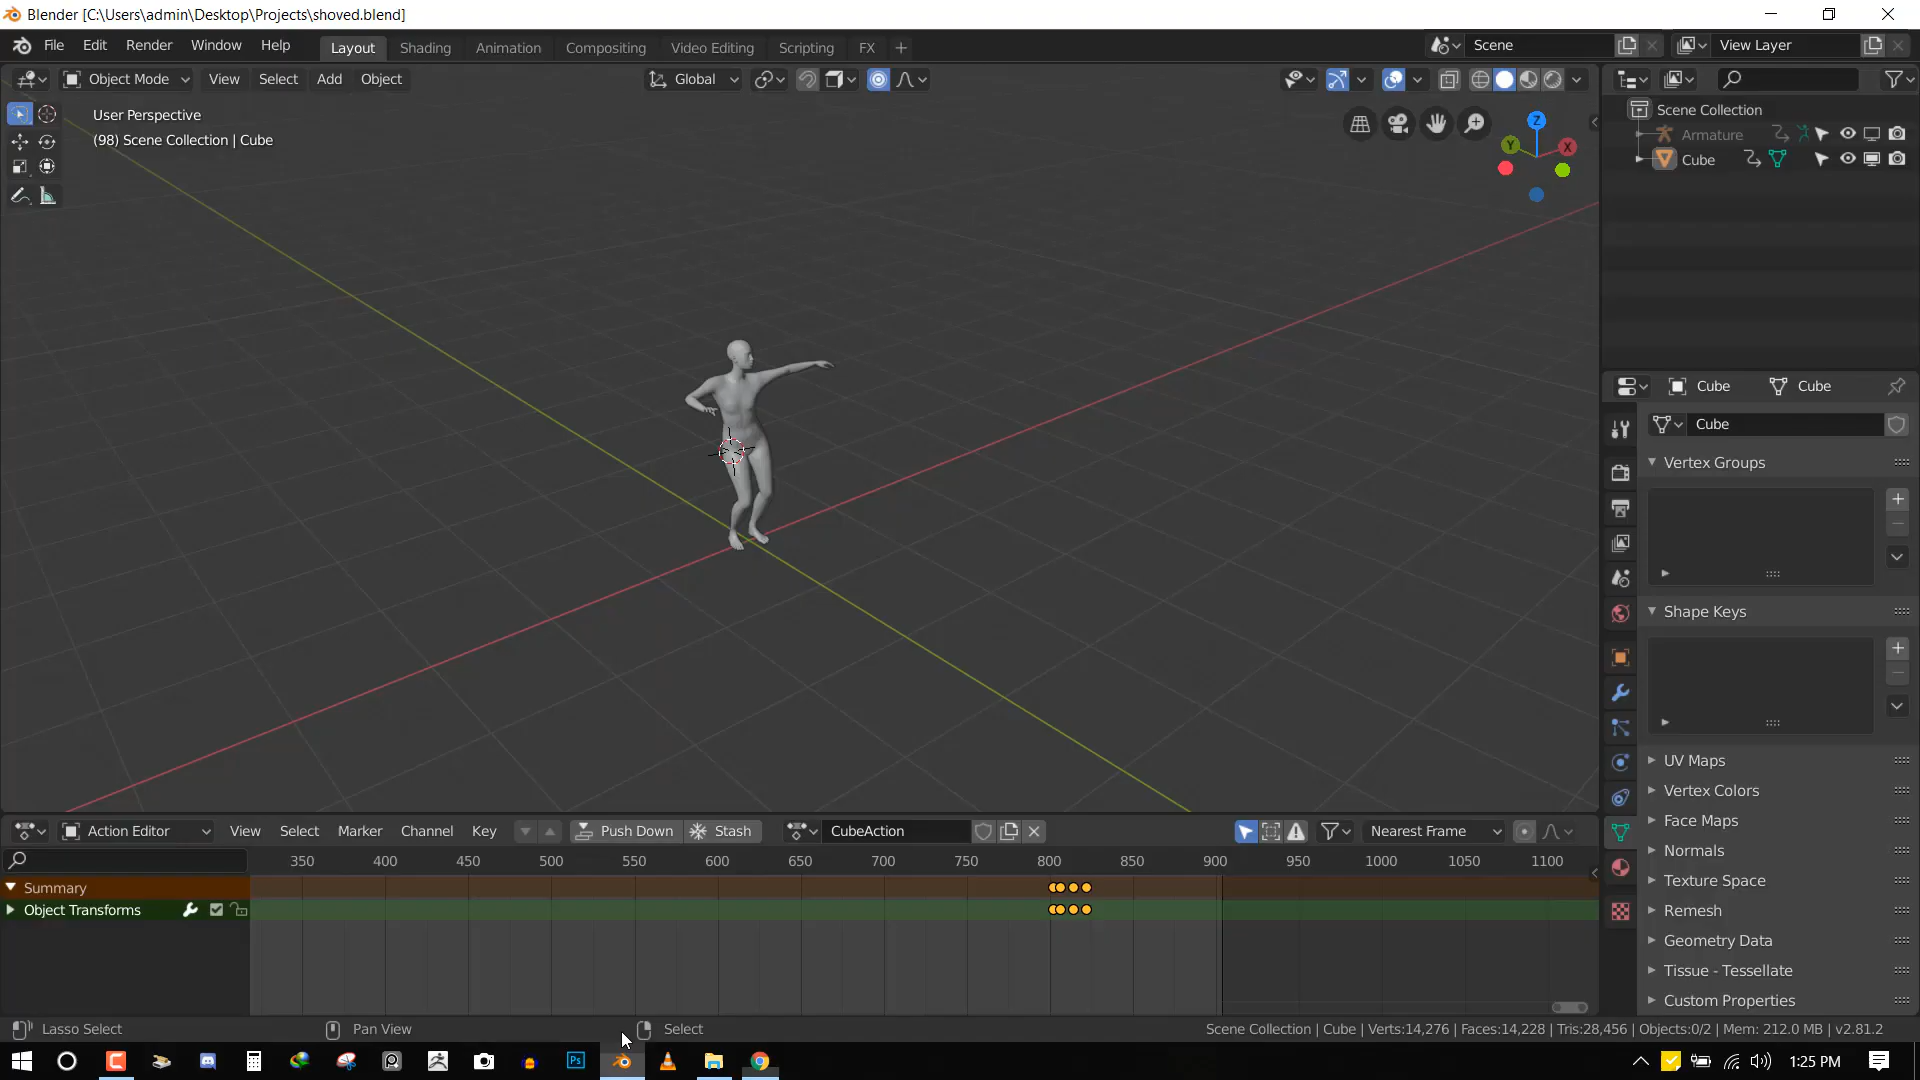 Blender [C:\Users\admin\Desktop\Projects\shoved.blend]
File Edit Render Window Help Layout Shading Animation Compositing Video Editing Scripting FX + Scene View Layer
Object Mode View Select Add Object Global
User Perspective
(98) Scene Collection | Cube
Z
Y
X
Scene Collection
Armature
Cube
Cube Cube
Cube
Vertex Groups
Shape Keys
UV Maps
Vertex Colors
Face Maps
Normals
Texture Space
Remesh
Geometry Data
Tissue - Tessellate
Custom Properties
Action Editor View Select Marker Channel Key Push Down Stash CubeAction Nearest Frame
350 400 450 500 550 600 650 700 750 800 850 900 950 1000 1050 1100
Summary
Object Transforms
Lasso Select Pan View Select Scene Collection | Cube | Verts:14,276 | Faces:14,228 | Tris:28,456 | Objects:0/2 | Mem: 212.0 MB | v2.81.2
Ps
1:25 PM